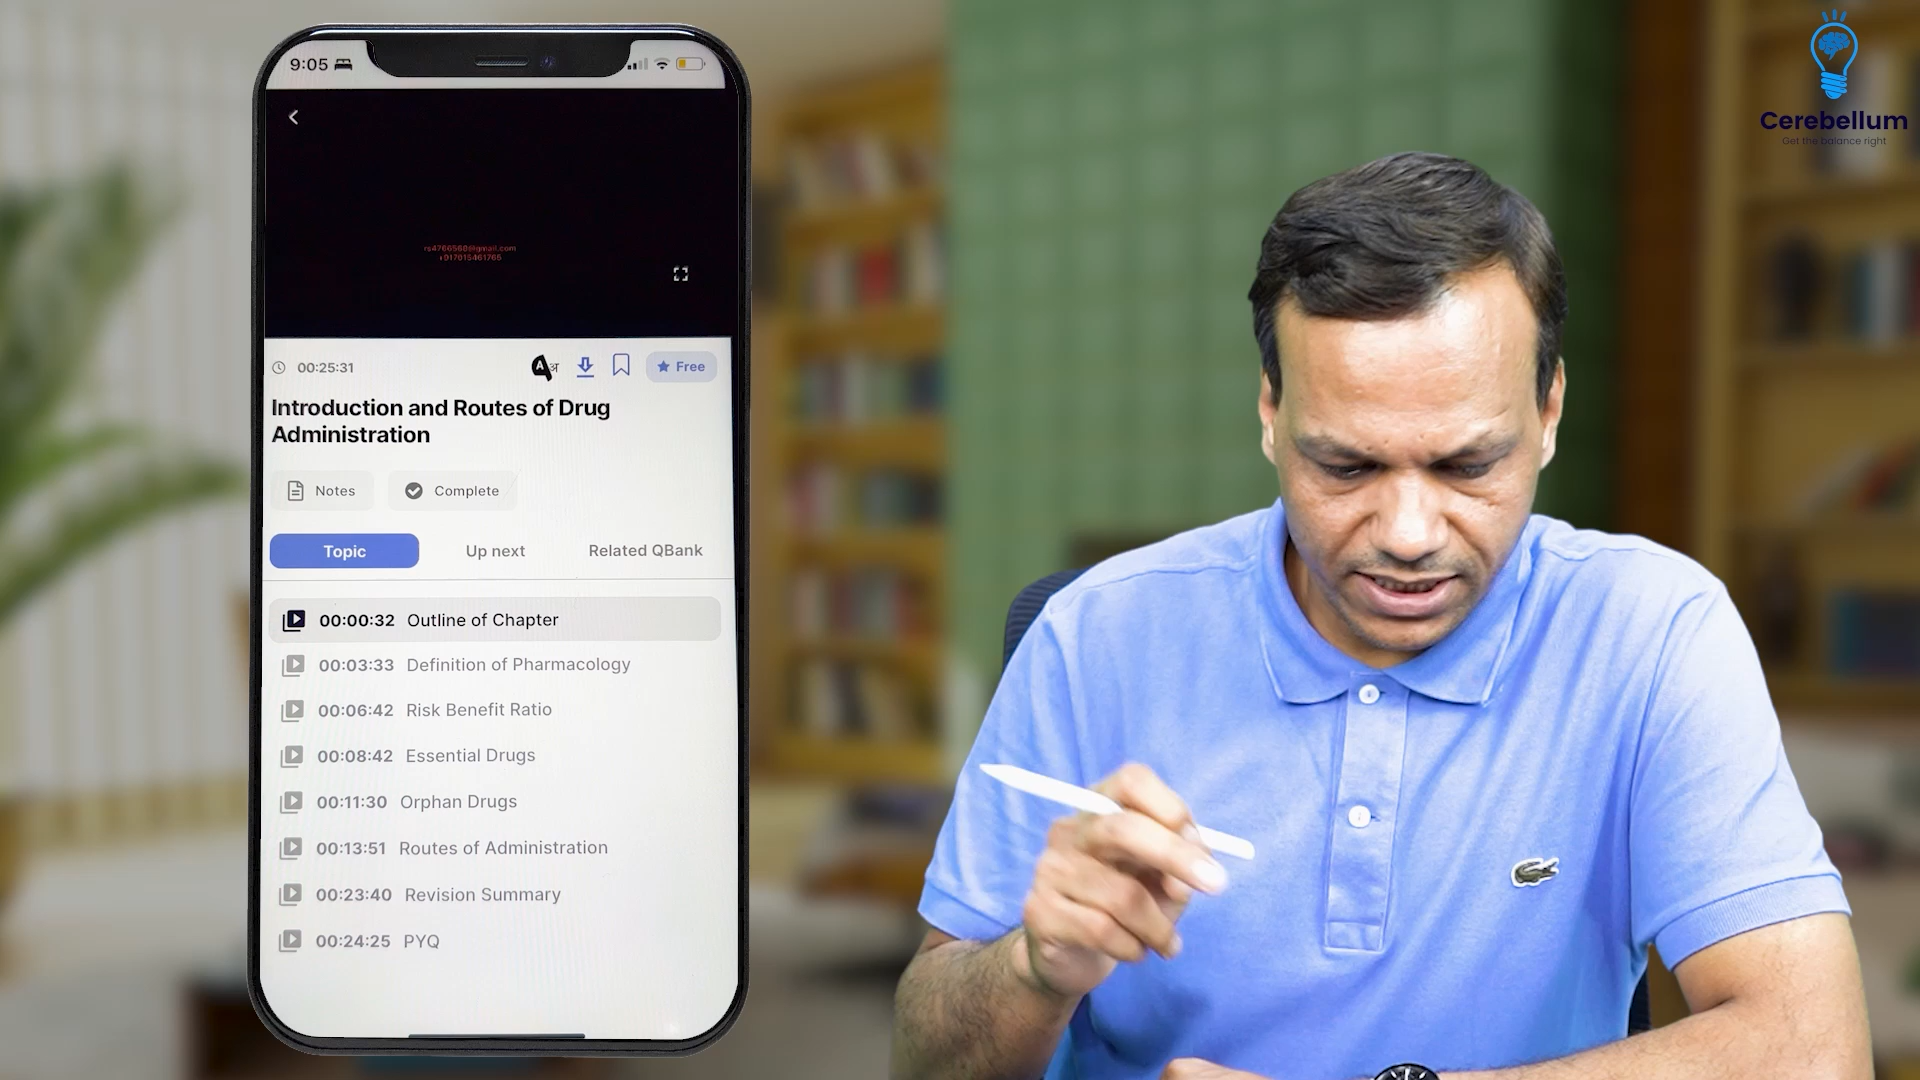 9:05
00:25:31
A अ
Free
Introduction and Routes of Drug
Administration
Notes
Complete
Topic
Up next
Related QBank
00:00:32 Outline of Chapter
00:03:33 Definition of Pharmacology
00:06:42 Risk Benefit Ratio
00:08:42 Essential Drugs
00:11:30 Orphan Drugs
00:13:51 Routes of Administration
00:23:40 Revision Summary
00:24:25 PYQ
Cerebellum
Get the balance right